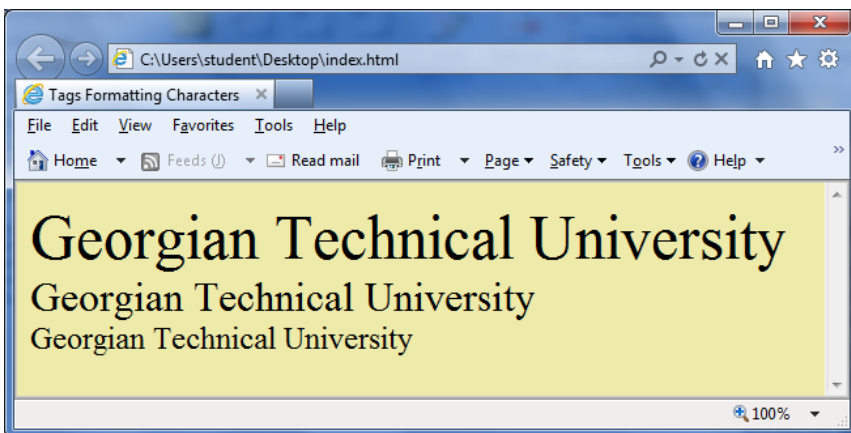 C:\Users\student\Desktop\index.html
Tags Formatting Characters
File Edit View Favorites Tools Help
Home Feeds (J) Read mail Print Page Safety Tools Help
Georgian Technical University
Georgian Technical University
Georgian Technical University
100%